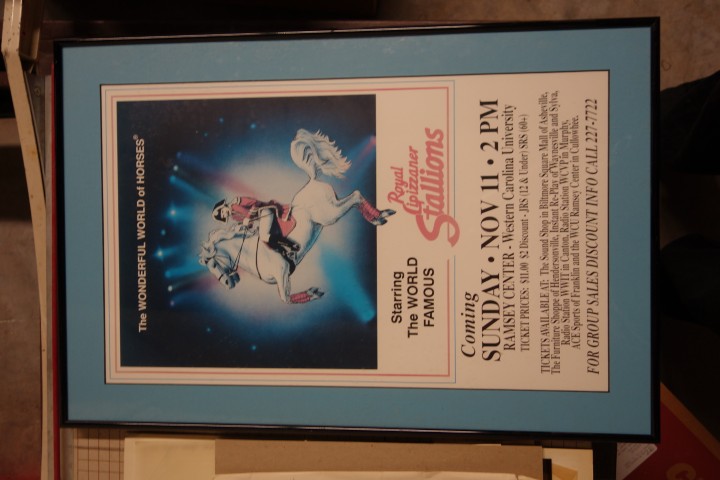 The WONDERFUL WORLD of HORSES®
Starring
The WORLD
FAMOUS
Royal
Lipizzaner
Stallions
Coming
SUNDAY • NOV 11 • 2 PM
RAMSEY CENTER - Western Carolina University
TICKET PRICES: $11.00 $2 Discount - JRS (12 & Under) SRS (60+)
TICKETS AVAILABLE AT: The Sound Shop in Biltmore Square Mall of Asheville,
The Furniture Shoppe of Hendersonville, Instant Re-Play of Waynesville and Sylva,
Radio Station WWIT in Canton, Radio Station WCVP in Murphy,
ACE Sports of Franklin and the WCU Ramsey Center in Cullowhee.
FOR GROUP SALES DISCOUNT INFO CALL 227-7722